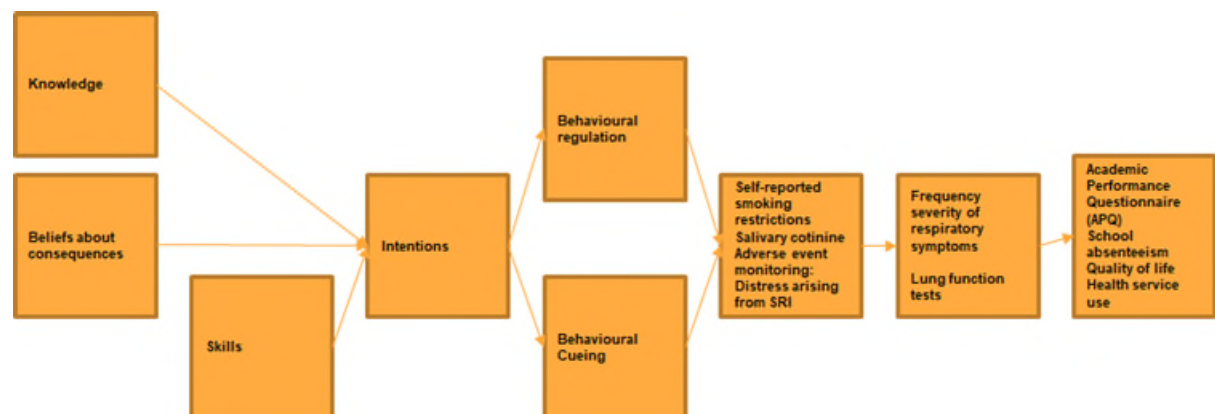 Knowledge
Beliefs about
consequences
Skills
Intentions
Behavioural
regulation
Behavioural
Cueing
Self-reported
smoking
restrictions
Salivary cotinine
Adverse event
monitoring:
Distress arising
from SRI
Frequency
severity of
respiratory
symptoms
Lung function
tests
Academic
Performance
Questionnaire
(APQ)
School
absenteeism
Quality of life
Health service
use